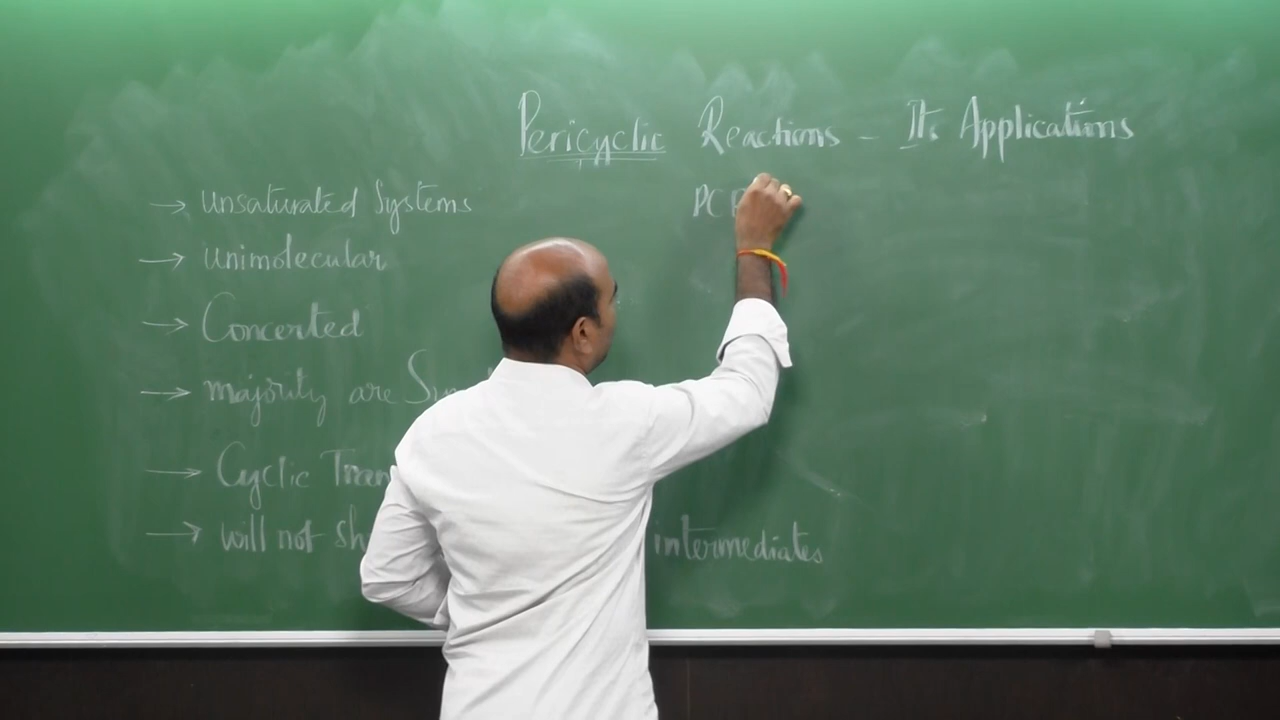 Pericyclic Reactions - Its Applications
→ Unsaturated Systems
PC
→ Unimolecular
→ Concerted
→ majority are
→ Cyclic
→ will not intermediates